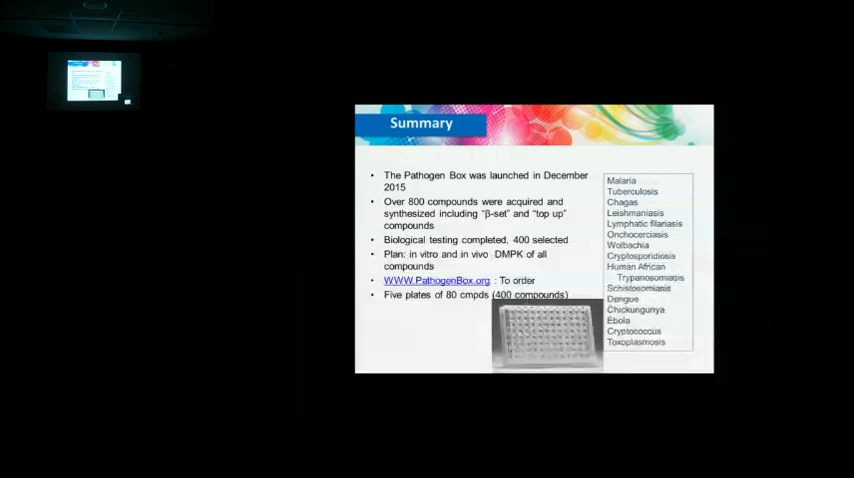 Summary
• The Pathogen Box was launched in December
2015
• Over 800 compounds were acquired and
synthesized including “β-set” and “top up”
compounds
• Biological testing completed, 400 selected
• Plan: in vitro and in vivo DMPK of all
compounds
• WWW.PathogenBox.org : To order
• Five plates of 80 cmpds (400 compounds)
Malaria
Tuberculosis
Chagas
Leishmaniasis
Lymphatic filariasis
Onchocerciasis
Wolbachia
Cryptosporidiosis
Human African
Trypanosomiasis
Schistosomiasis
Dengue
Chickungunya
Ebola
Cryptococcus
Toxoplasmosis